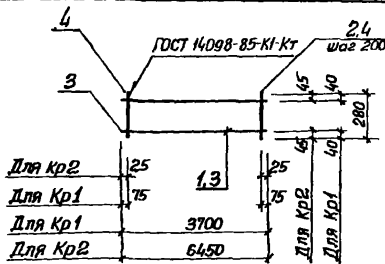 4
ГОСТ 14098-85-К1-Кт
2,4
шаг 200
3
45
40
280
45
40
1,3
Для Кр2
25
Для Кр1
75
75
Для Кр1
3700
Для Кр2
6450
Для Кр2
Для Кр1